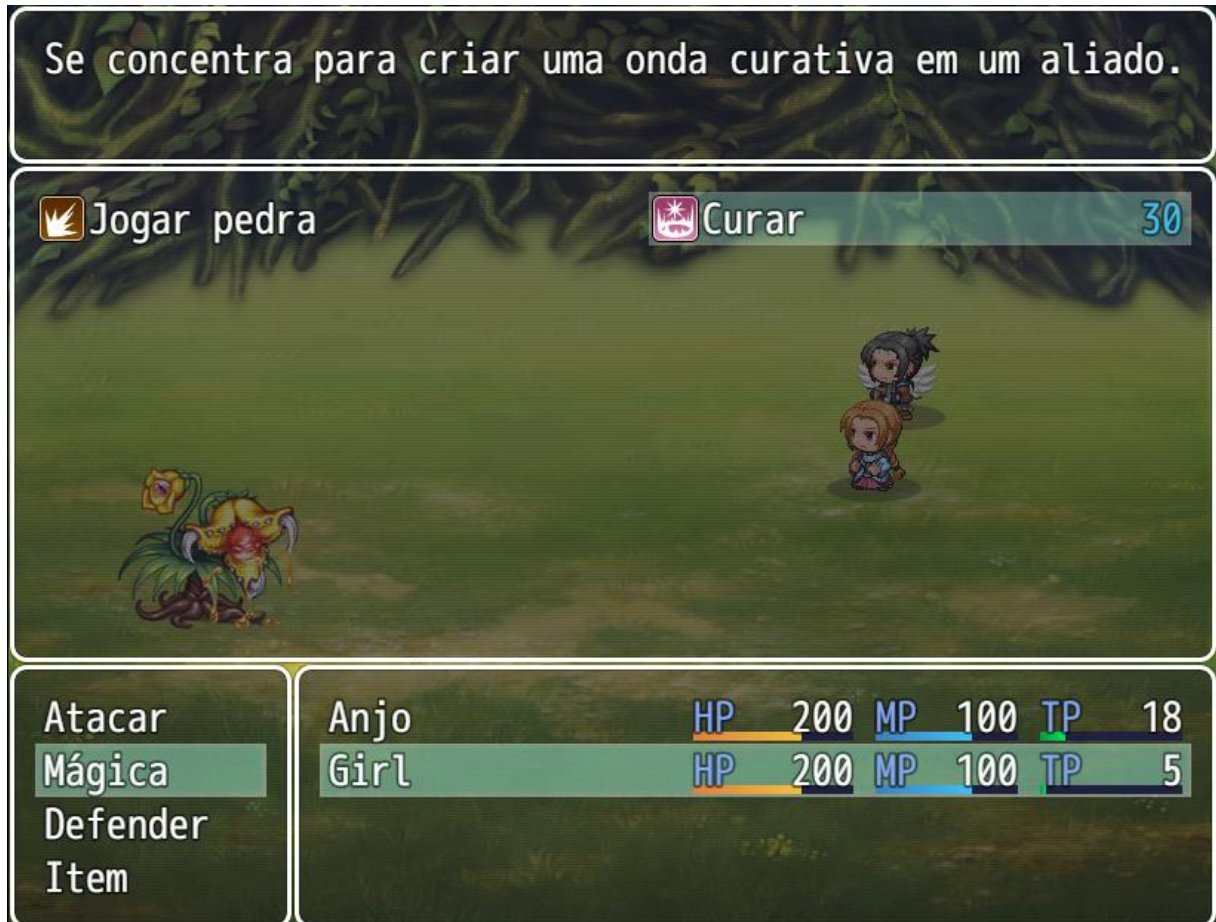 Se concentra para criar uma onda curativa em um aliado.
Jogar pedra
Curar 30
Atacar
Mágica
Defender
Item
Anjo HP 200 MP 100 TP 18
Girl HP 200 MP 100 TP 5